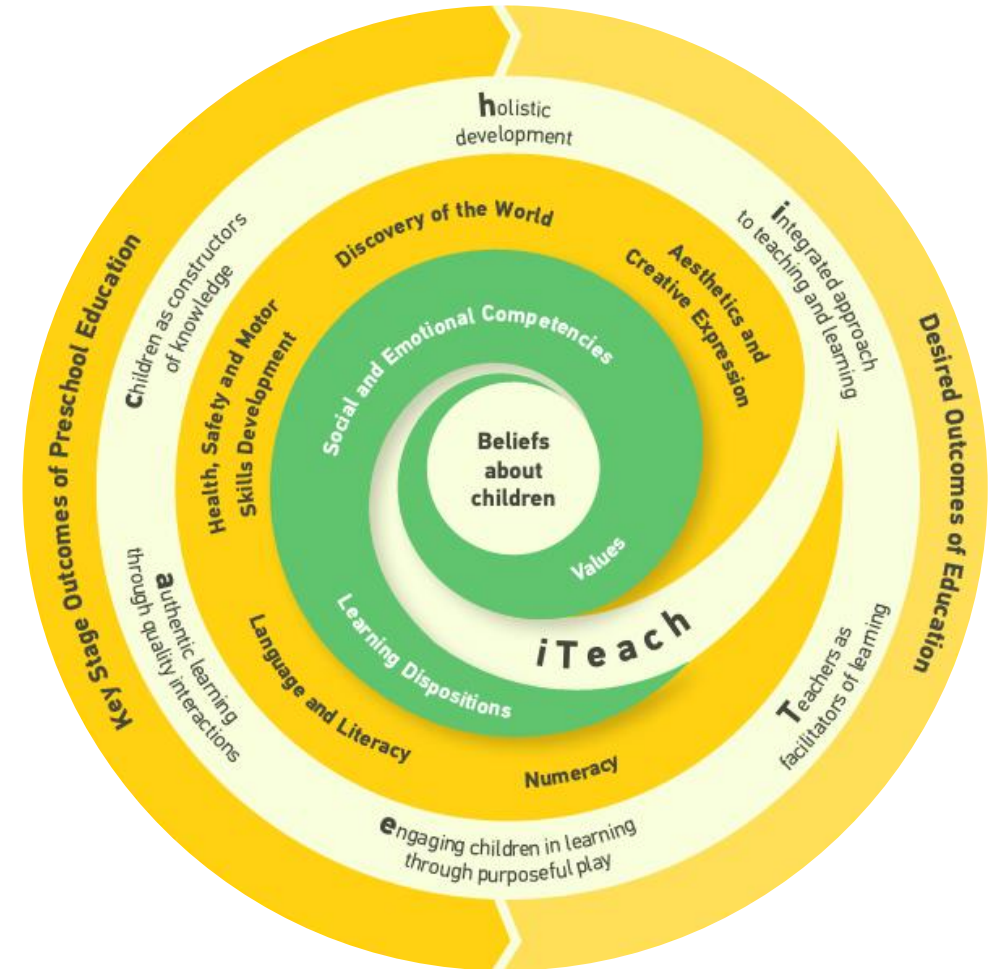 holistic
development
integrated approach
to teaching and learning
Teachers as
facilitators of learning
engaging children in learning
through purposeful play
authentic learning
through quality interactions
Children as constructors
of knowledge
Key Stage Outcomes of Preschool Education
Desired Outcomes of Education
Discovery of the World
Aesthetics and
Creative Expression
Numeracy
Language and Literacy
Health, Safety and Motor
Skills Development
Social and Emotional Competencies
Values
Learning Dispositions
iTeach
Beliefs
about
children